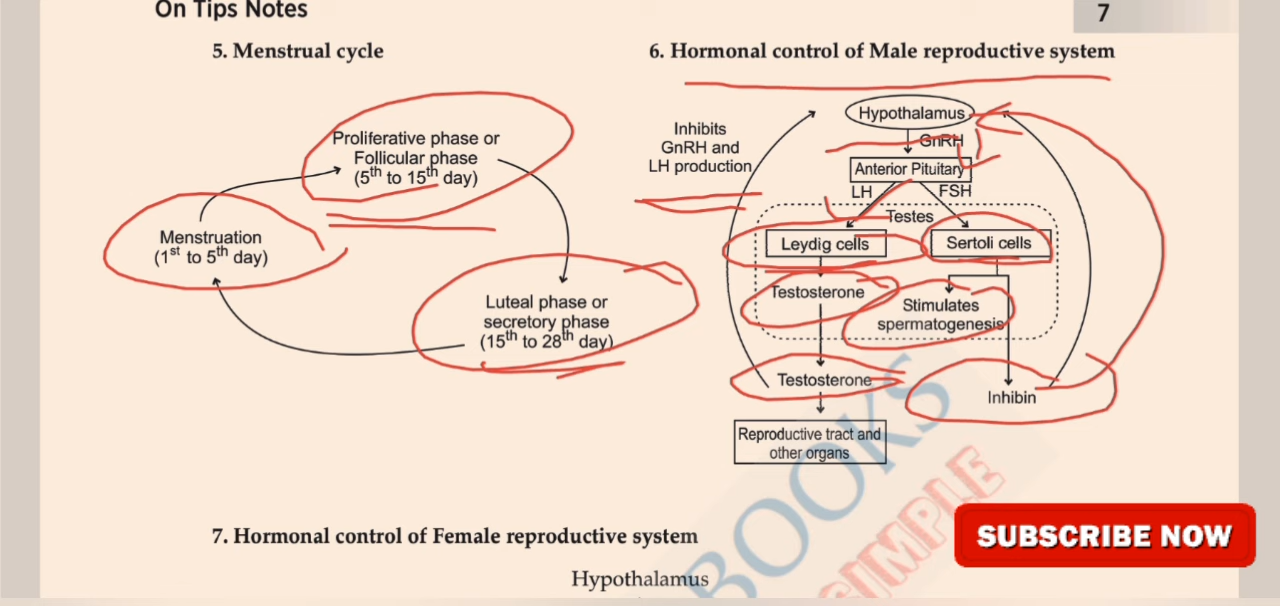 On Tips Notes
7
5. Menstrual cycle
Proliferative phase or
Follicular phase
(5th to 15th day)
Menstruation
(1st to 5th day)
Luteal phase or
secretory phase
(15th to 28th day)
6. Hormonal control of Male reproductive system
Hypothalamus
Inhibits
GnRH and
LH production
GnRH
Anterior Pituitary
LH
FSH
Testes
Leydig cells
Sertoli cells
Testosterone
Stimulates
spermatogenesis
Testosterone
Inhibin
Reproductive tract and
other organs
BOOKS
SIMPLE
SUBSCRIBE NOW
7. Hormonal control of Female reproductive system
Hypothalamus